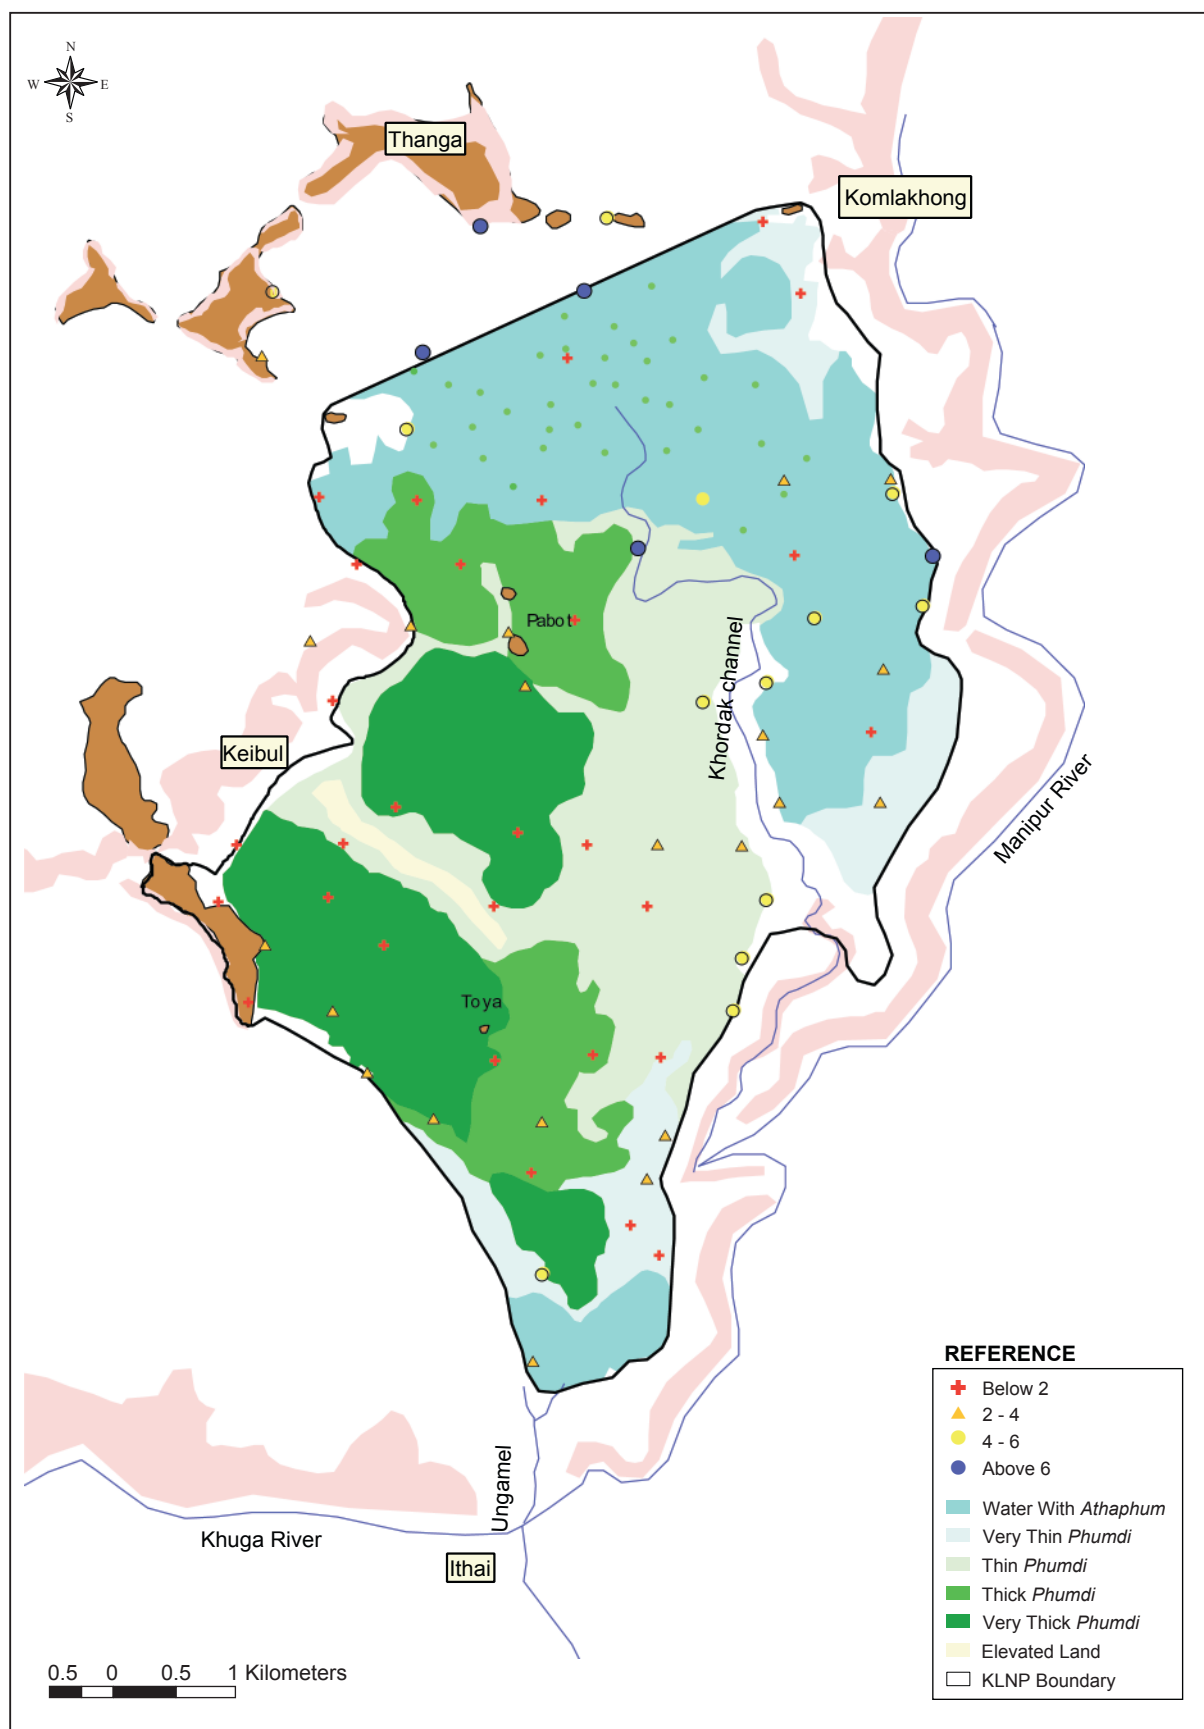 N
W E
S
Thanga
Komlakhong
Pabot
Khordak channel
Keibul
Manipur River
Toya
REFERENCE
Below 2
2 - 4
4 - 6
Above 6
Water With Athaphum
Very Thin Phumdi
Thin Phumdi
Thick Phumdi
Very Thick Phumdi
Elevated Land
KLNP Boundary
Ungamel
Khuga River
Ithai
0.5 0 0.5 1 Kilometers